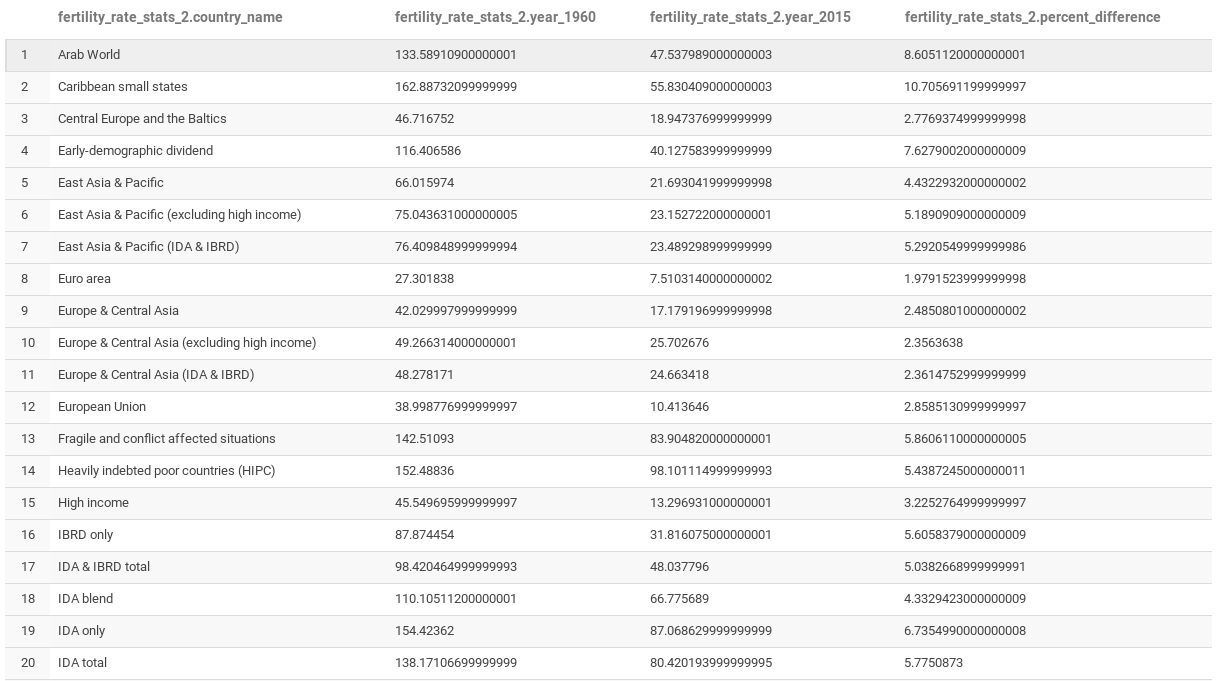 fertility_rate_stats_2.country_name fertility_rate_stats_2.year_1960 fertility_rate_stats_2.year_2015 fertility_rate_stats_2.percent_difference
1 Arab World 133.58910900000001 47.537989000000003 8.6051120000000001
2 Caribbean small states 162.88732099999999 55.830409000000003 10.705691199999997
3 Central Europe and the Baltics 46.716752 18.947376999999999 2.7769374999999998
4 Early-demographic dividend 116.406586 40.127583999999999 7.6279002000000009
5 East Asia & Pacific 66.015974 21.693041999999998 4.4322932000000002
6 East Asia & Pacific (excluding high income) 75.043631000000005 23.152722000000001 5.1890909000000009
7 East Asia & Pacific (IDA & IBRD) 76.409848999999994 23.489298999999999 5.2920549999999986
8 Euro area 27.301838 7.5103140000000002 1.9791523999999998
9 Europe & Central Asia 42.029997999999999 17.179196999999998 2.4850801000000002
10 Europe & Central Asia (excluding high income) 49.266314000000001 25.702676 2.3563638
11 Europe & Central Asia (IDA & IBRD) 48.278171 24.663418 2.3614752999999999
12 European Union 38.998776999999997 10.413646 2.8585130999999997
13 Fragile and conflict affected situations 142.51093 83.904820000000001 5.8606110000000005
14 Heavily indebted poor countries (HIPC) 152.48836 98.101114999999993 5.4387245000000011
15 High income 45.549695999999997 13.296931000000001 3.2252764999999997
16 IBRD only 87.874454 31.816075000000001 5.6058379000000009
17 IDA & IBRD total 98.420464999999993 48.037796 5.0382668999999991
18 IDA blend 110.10511200000001 66.775689 4.3329423000000009
19 IDA only 154.42362 87.068629999999999 6.7354990000000008
20 IDA total 138.17106699999999 80.420193999999995 5.7750873